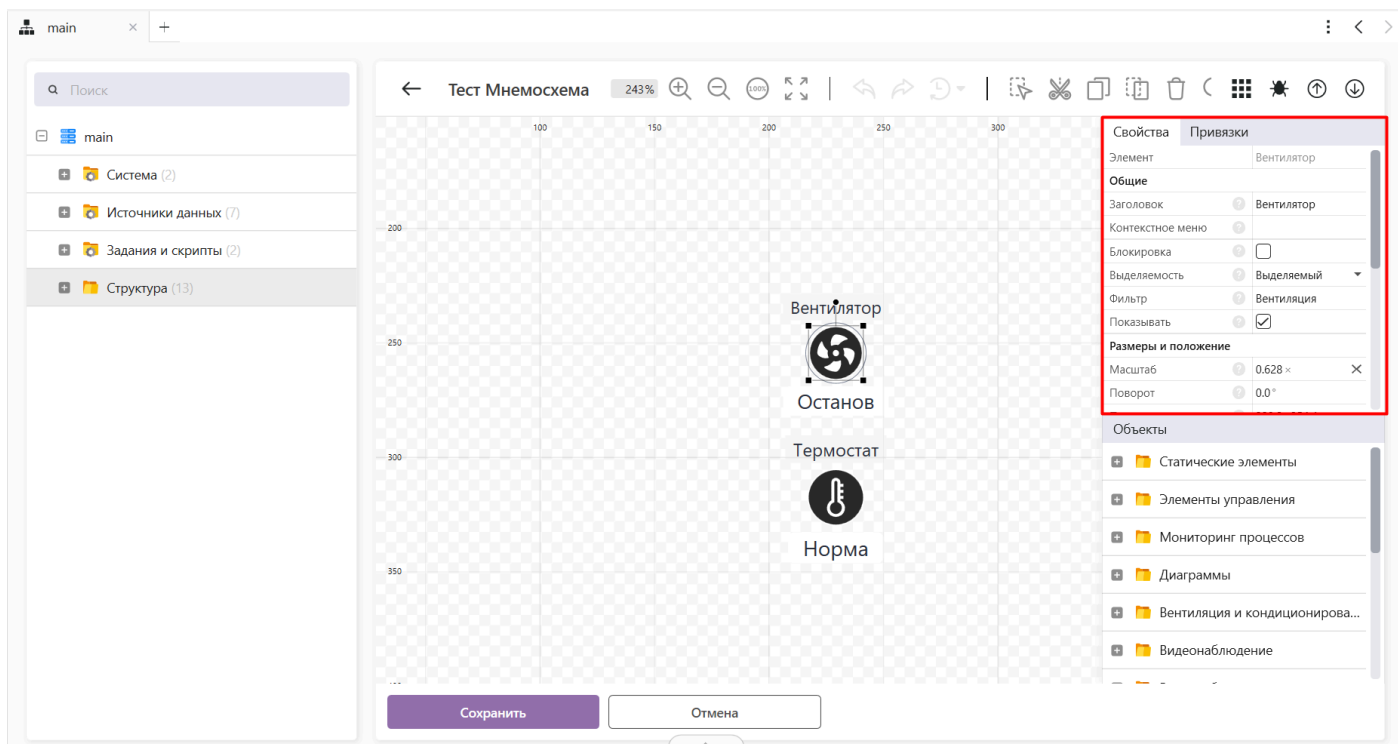 main
Поиск
main
Система (2)
Источники данных (7)
Задания и скрипты (2)
Структура (13)
Тест Мнемосхема
243%
100%
100 150 200 250 300
200
250
300
350
Вентилятор
Останов
Термостат
Норма
Свойства Привязки
Элемент Вентилятор
Общие
Заголовок ? Вентилятор
Контекстное меню ?
Блокировка ?
Выделяемость ? Выделяемый
Фильтр ? Вентиляция
Показывать ?
Размеры и положение
Масштаб ? 0.628 ×
Поворот ? 0.0 °
Объекты
Статические элементы
Элементы управления
Мониторинг процессов
Диаграммы
Вентиляция и кондициониров­а...
Видеонаблюдение
Сохранить Отмена